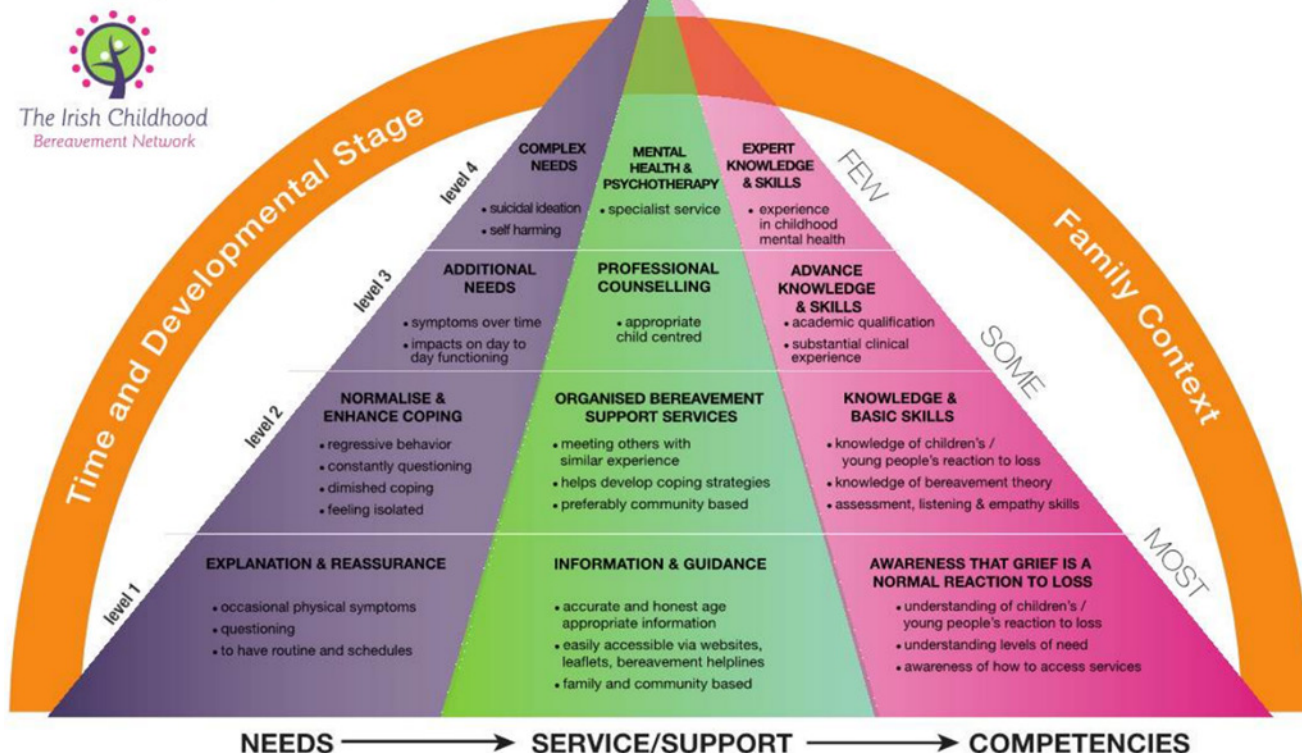 The Irish Childhood
Bereavement Network
Time and Developmental Stage
Family Context
level 4
COMPLEX
NEEDS
• suicidal ideation
• self harming
MENTAL
HEALTH &
PSYCHOTHERAPY
• specialist service
EXPERT
KNOWLEDGE
& SKILLS
• experience
in childhood
mental health
FEW
level 3
ADDITIONAL
NEEDS
• symptoms over time
• impacts on day to
day functioning
PROFESSIONAL
COUNSELLING
• appropriate
child centred
ADVANCE
KNOWLEDGE
& SKILLS
• academic qualification
• substantial clinical
experience
SOME
level 2
NORMALISE &
ENHANCE COPING
• regressive behavior
• constantly questioning
• dimished coping
• feeling isolated
ORGANISED BEREAVEMENT
SUPPORT SERVICES
• meeting others with
similar experience
• helps develop coping strategies
• preferably community based
KNOWLEDGE &
BASIC SKILLS
• knowledge of children's /
young people's reaction to loss
• knowledge of bereavement theory
• assessment, listening & empathy skills
MOST
level 1
EXPLANATION & REASSURANCE
• occasional physical symptoms
• questioning
• to have routine and schedules
INFORMATION & GUIDANCE
• accurate and honest age
appropriate information
• easily accessible via websites,
leaflets, bereavement helplines
• family and community based
AWARENESS THAT GRIEF IS A
NORMAL REACTION TO LOSS
• understanding of children's /
young people's reaction to loss
• understanding levels of need
• awareness of how to access services
NEEDS → SERVICE/SUPPORT → COMPETENCIES